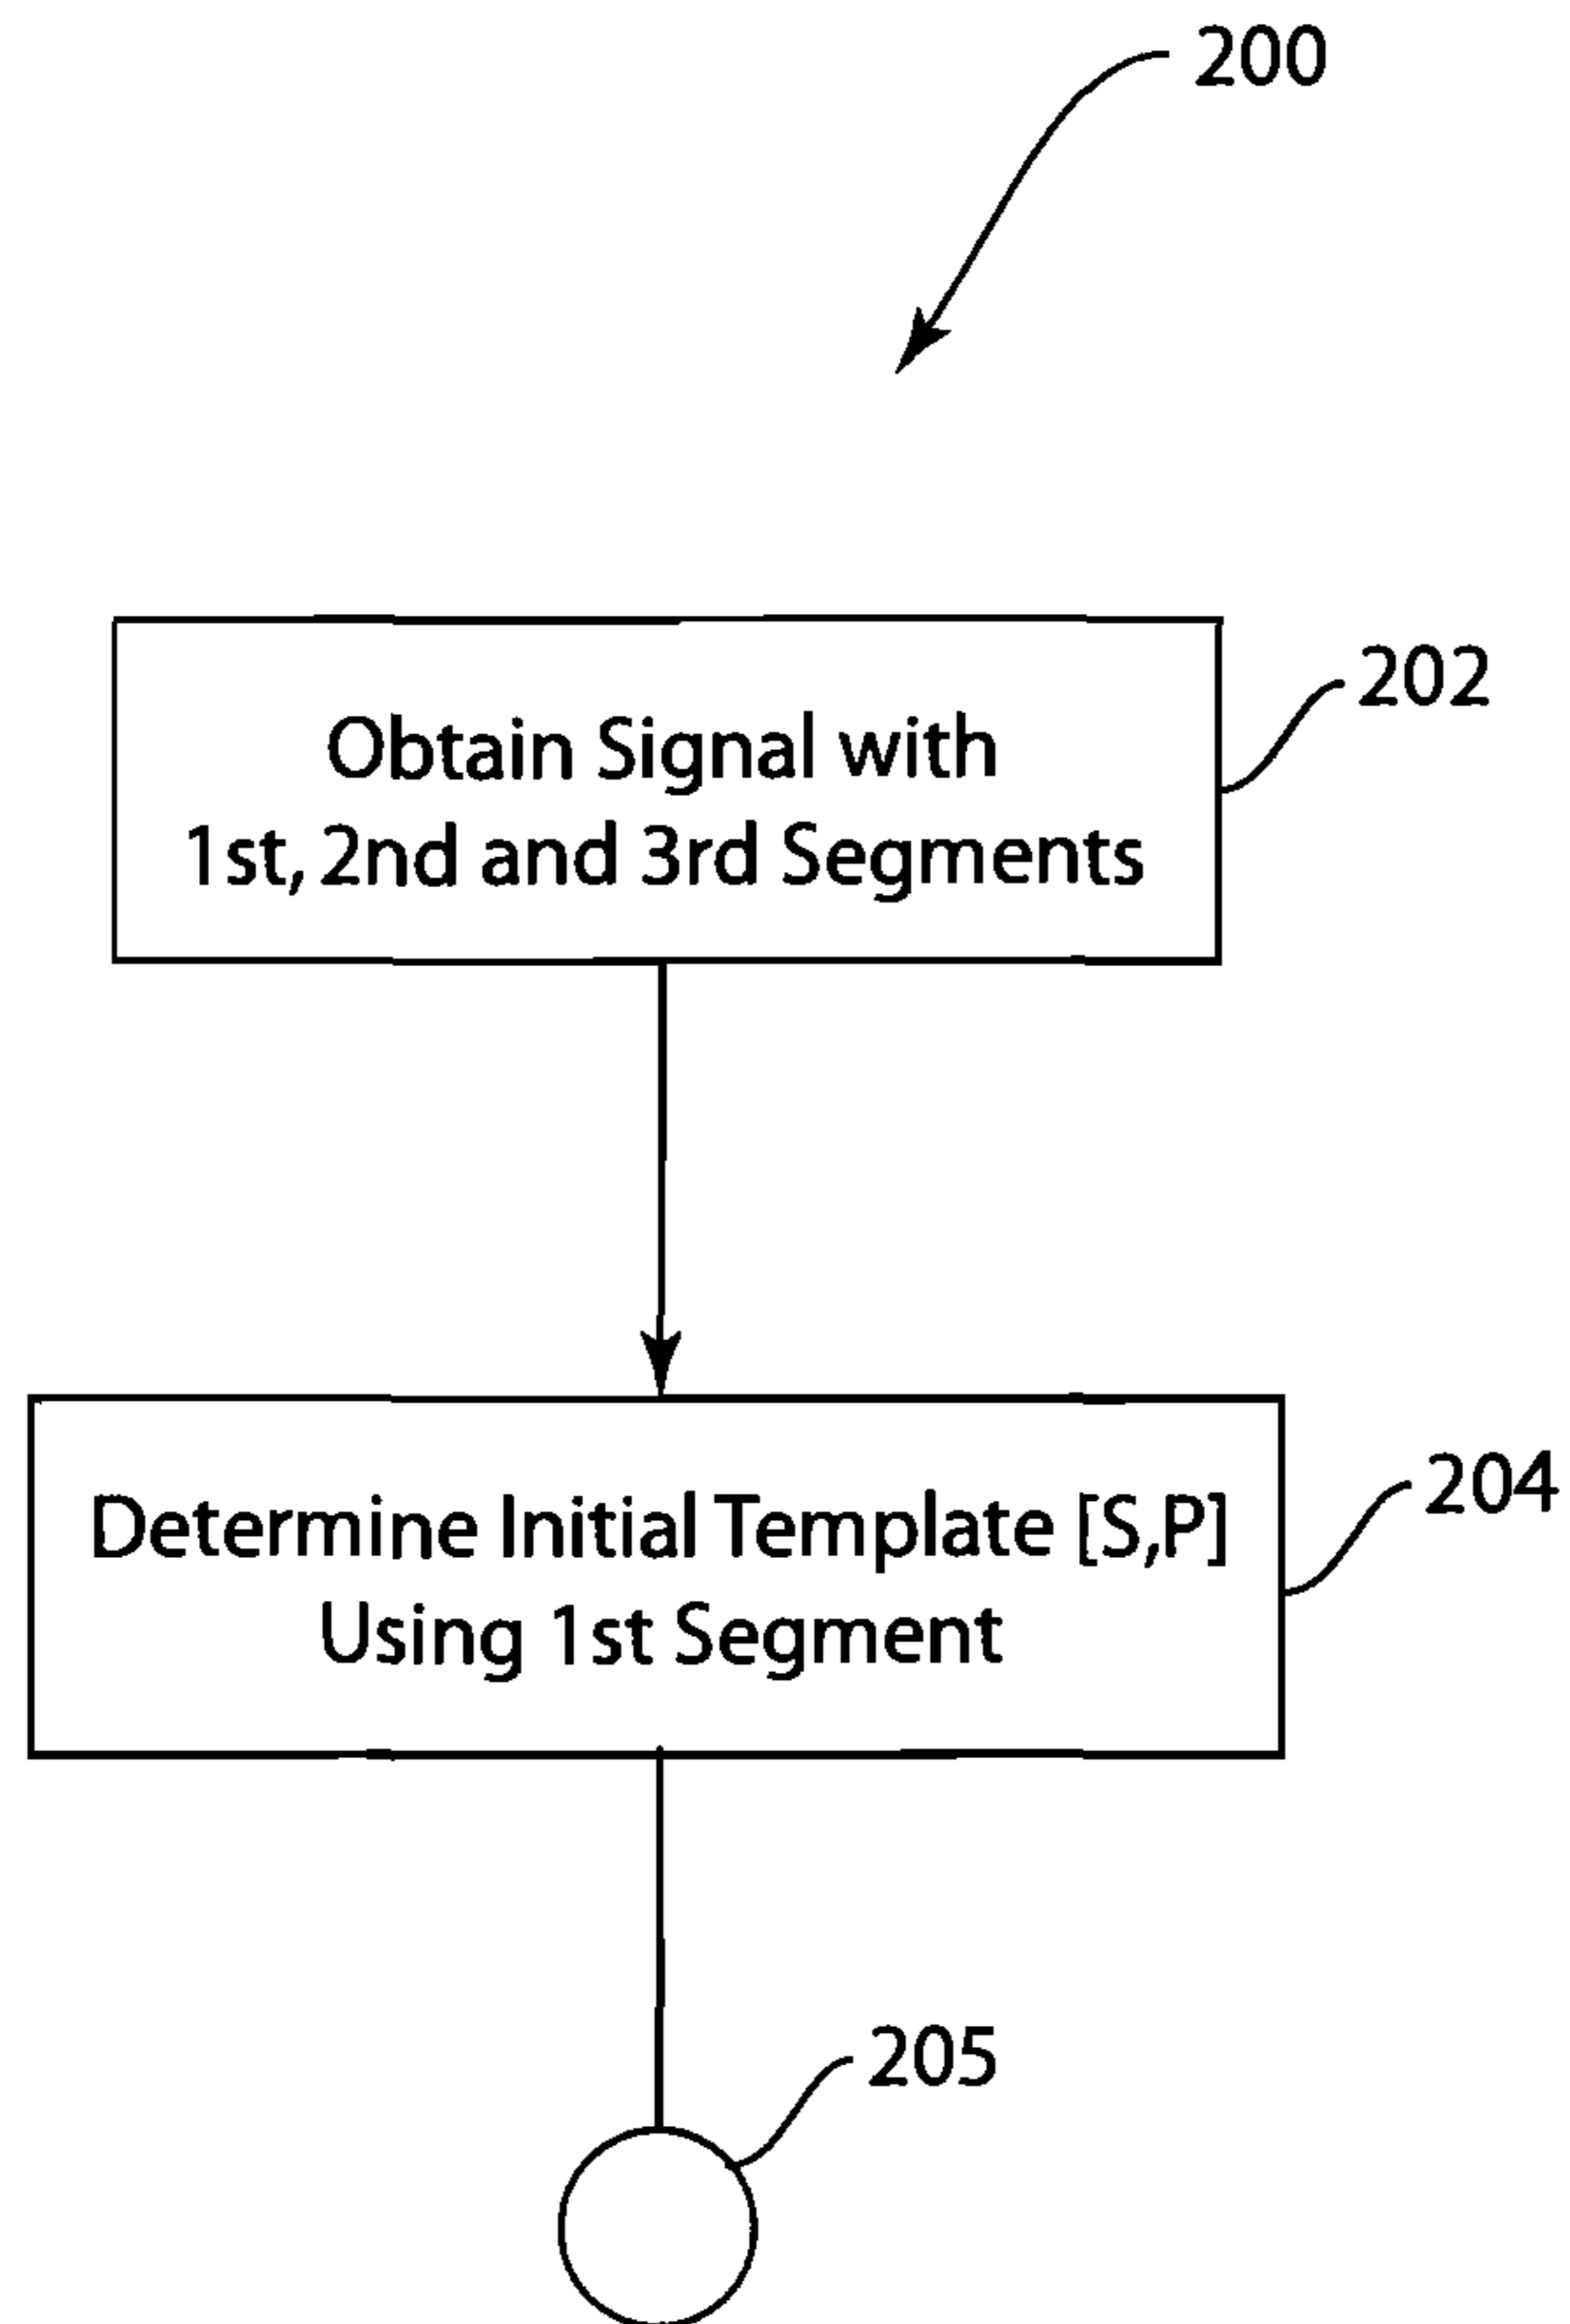 200
Obtain Signal with
1st, 2nd and 3rd Segments
202
Determine Initial Template [S,P]
Using 1st Segment
204
205